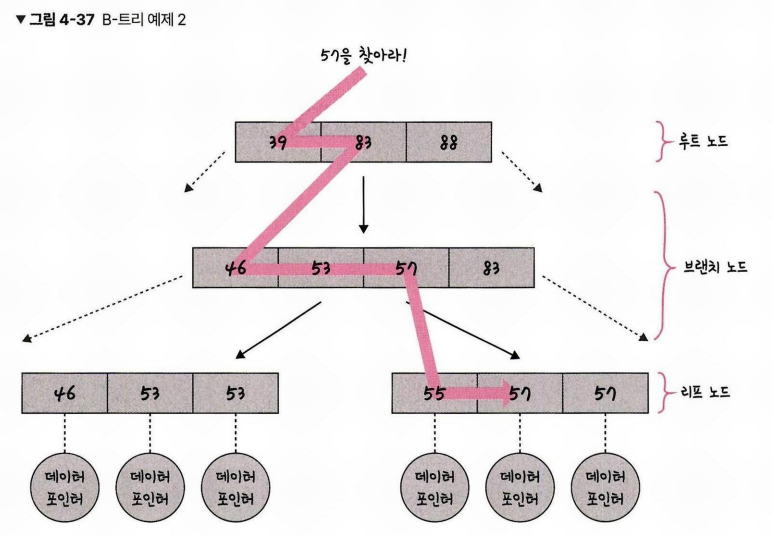 ▼ 그림 4-37 B-트리 예제 2
57을 찾아라!
39 83 88
루트 노드
46 53 57 83
브랜치 노드
46 53 53
55 57 57
리프 노드
데이터 데이터 데이터 데이터 데이터 데이터
포인터 포인터 포인터 포인터 포인터 포인터